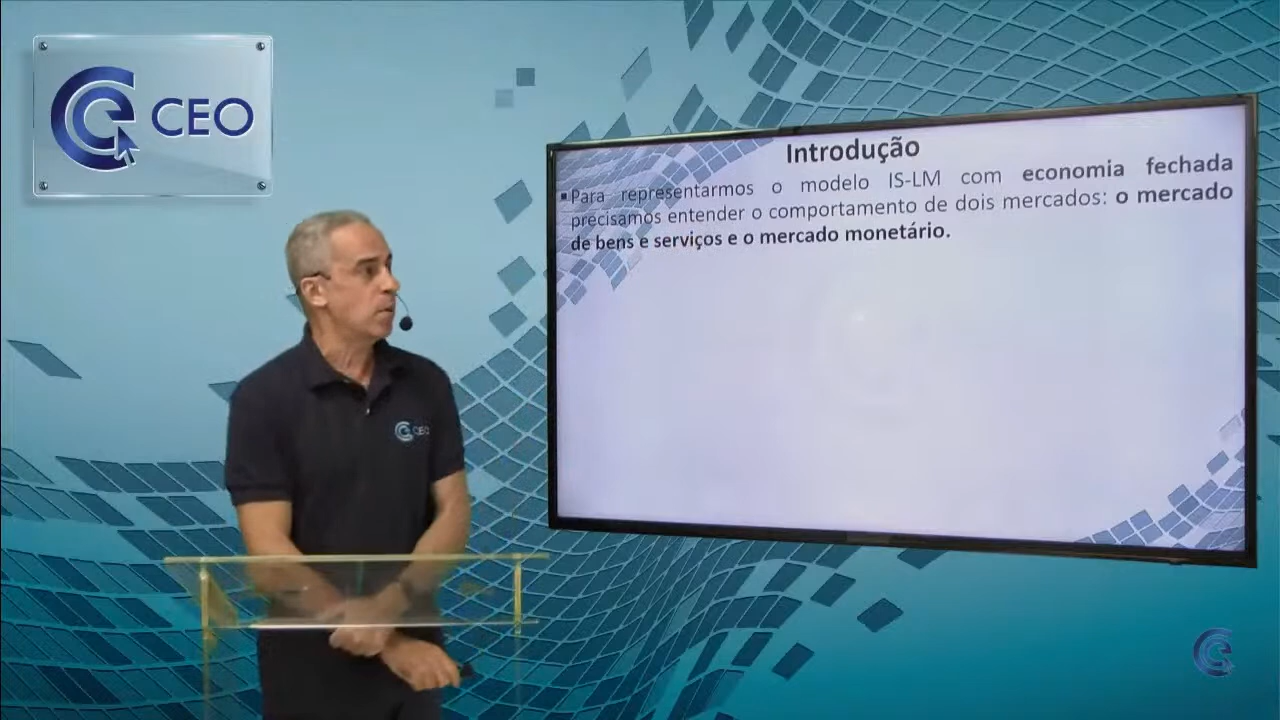 CEO
Introdução
▪Para representarmos o modelo IS-LM com economia fechada
precisamos entender o comportamento de dois mercados: o mercado
de bens e serviços e o mercado monetário.
CEO